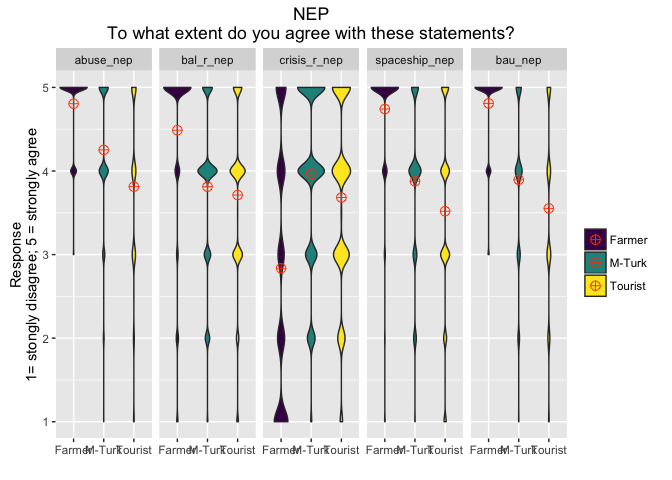 NEP
To what extent do you agree with these statements?
abuse_nep
bal_r_nep
crisis_r_nep
spaceship_nep
bau_nep
Response
1= stongly disagree; 5 = strongly agree
5
4
3
2
1
Farmer
M-Turk
Tourist
Farmer
M-Turk
Tourist
Farmer
M-Turk
Tourist
Farmer
M-Turk
Tourist
Farmer
M-Turk
Tourist
Farmer
M-Turk
Tourist